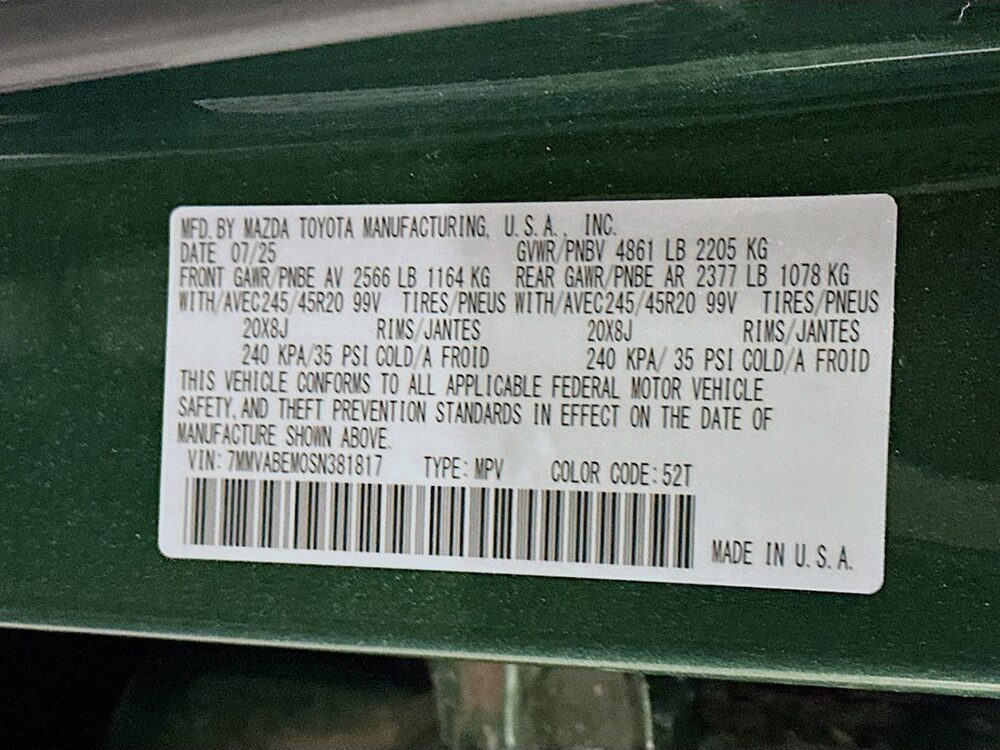 MFD. BY MAZDA TOYOTA MANUFACTURING, U.S.A., INC.
DATE 07/25 GVWR/PNBV 4861 LB 2205 KG
FRONT GAWR/PNBE AV 2566 LB 1164 KG REAR GAWR/PNBE AR 2377 LB 1078 KG
WITH/AVEC245/45R20 99V TIRES/PNEUS WITH/AVEC245/45R20 99V TIRES/PNEUS
20X8J RIMS/JANTES 20X8J RIMS/JANTES
240 KPA/35 PSI COLD/A FROID 240 KPA/ 35 PSI COLD/A FROID
THIS VEHICLE CONFORMS TO ALL APPLICABLE FEDERAL MOTOR VEHICLE
SAFETY, AND THEFT PREVENTION STANDARDS IN EFFECT ON THE DATE OF
MANUFACTURE SHOWN ABOVE.
VIN: 7MMVABEM0SN381817 TYPE: MPV COLOR CODE: 52T
MADE IN U.S.A.